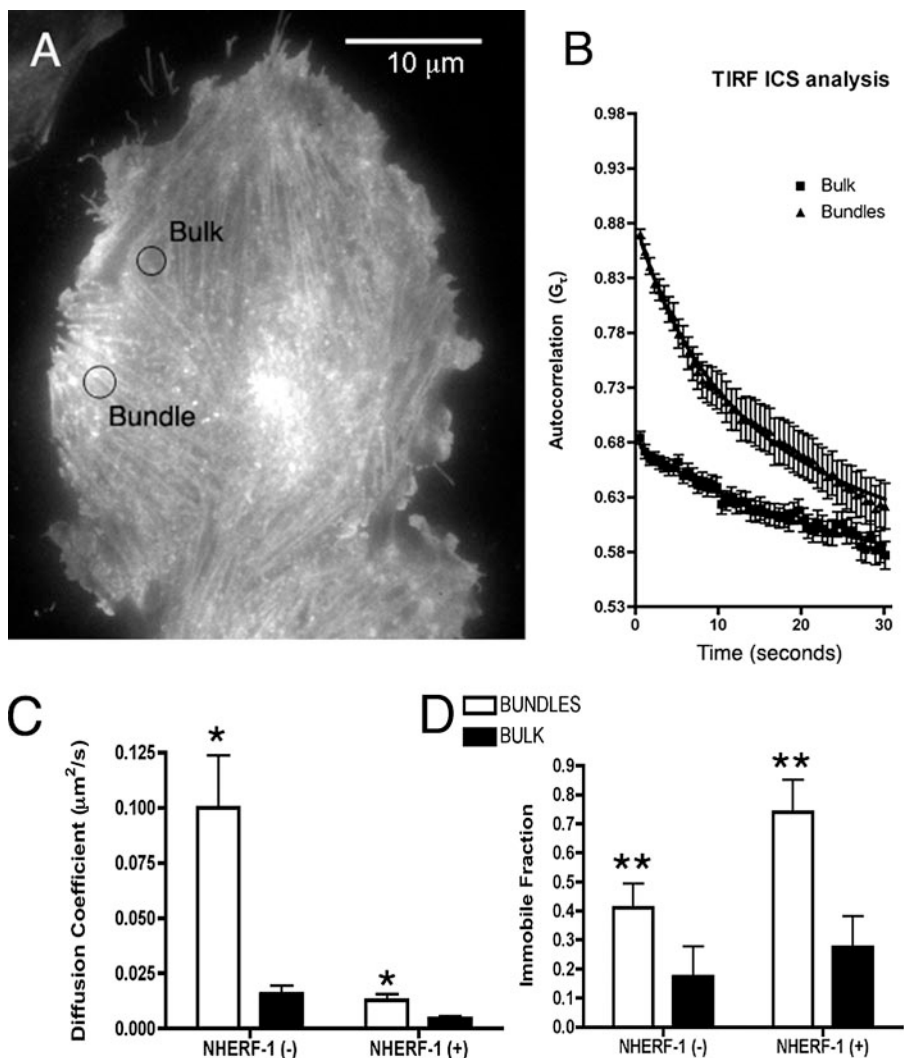 A
10 μm
Bulk
Bundle
B
TIRF ICS analysis
Bulk
Bundles
Autocorrelation (Gτ)
0.98
0.93
0.88
0.83
0.78
0.73
0.68
0.63
0.58
0.53
0 10 20 30
Time (seconds)
C
Diffusion Coefficient (μm²/s)
0.125
0.100
0.075
0.050
0.025
0.000
*
*
NHERF-1 (-) NHERF-1 (+)
BUNDLES
BULK
D
Immobile Fraction
0.9
0.8
0.7
0.6
0.5
0.4
0.3
0.2
0.1
0.0
**
**
NHERF-1 (-) NHERF-1 (+)